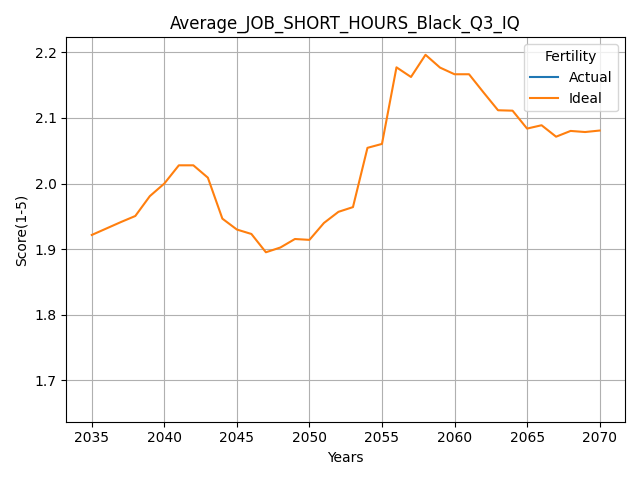 Average_JOB_SHORT_HOURS_Black_Q3_IQ
Fertility
Actual
Ideal
Score(1-5)
2.2
2.1
2.0
1.9
1.8
1.7
2035 2040 2045 2050 2055 2060 2065 2070
Years